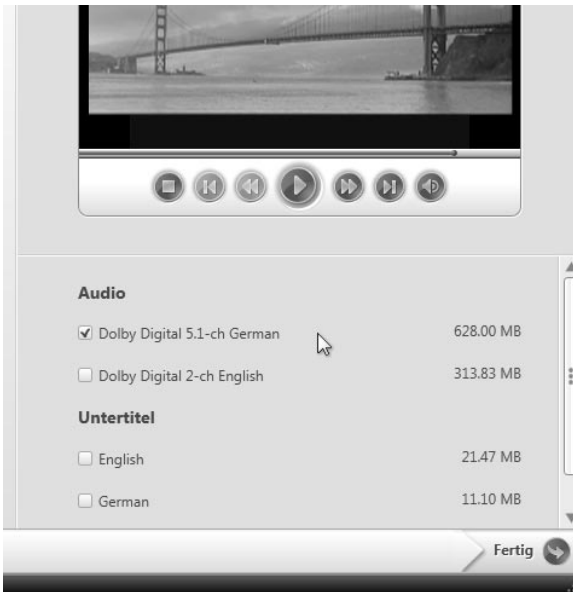 Audio
Dolby Digital 5.1-ch German 628.00 MB
Dolby Digital 2-ch English 313.83 MB
Untertitel
English 21.47 MB
German 11.10 MB
Fertig